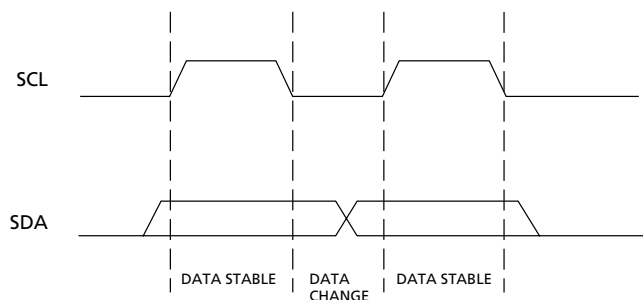 SCL
SDA
DATA STABLE
DATA
CHANGE
DATA STABLE